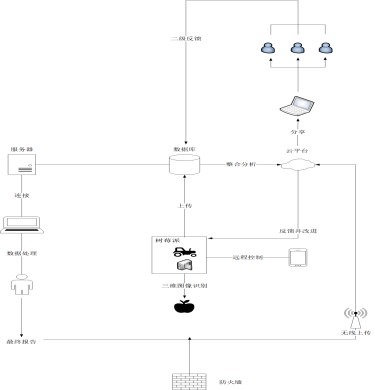 二级反馈
分享
服务器
数据库
云平台
整合分析
连接
上传
反馈并改进
树莓派
数据处理
远程控制
三维图像识别
无线上传
最终报告
防火墙